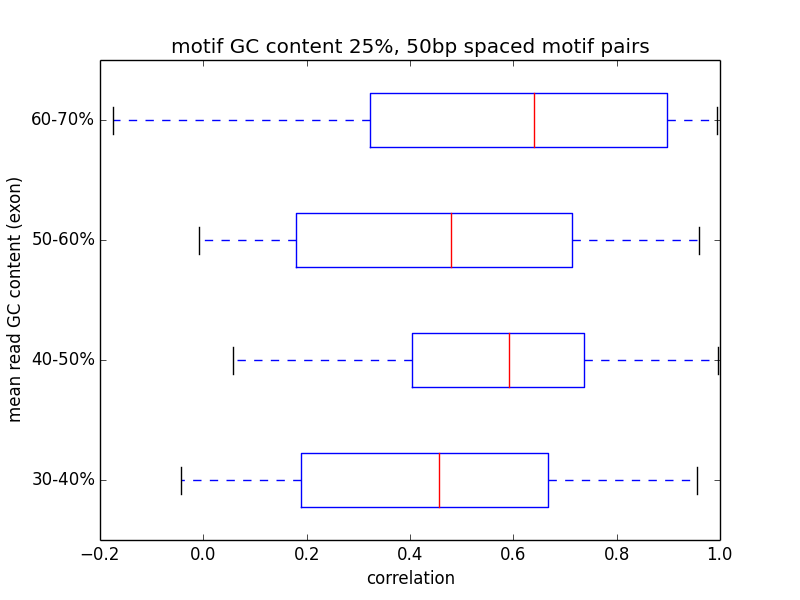 motif GC content 25%, 50bp spaced motif pairs
mean read GC content (exon)
60-70%
50-60%
40-50%
30-40%
−0.2 0.0 0.2 0.4 0.6 0.8 1.0
correlation